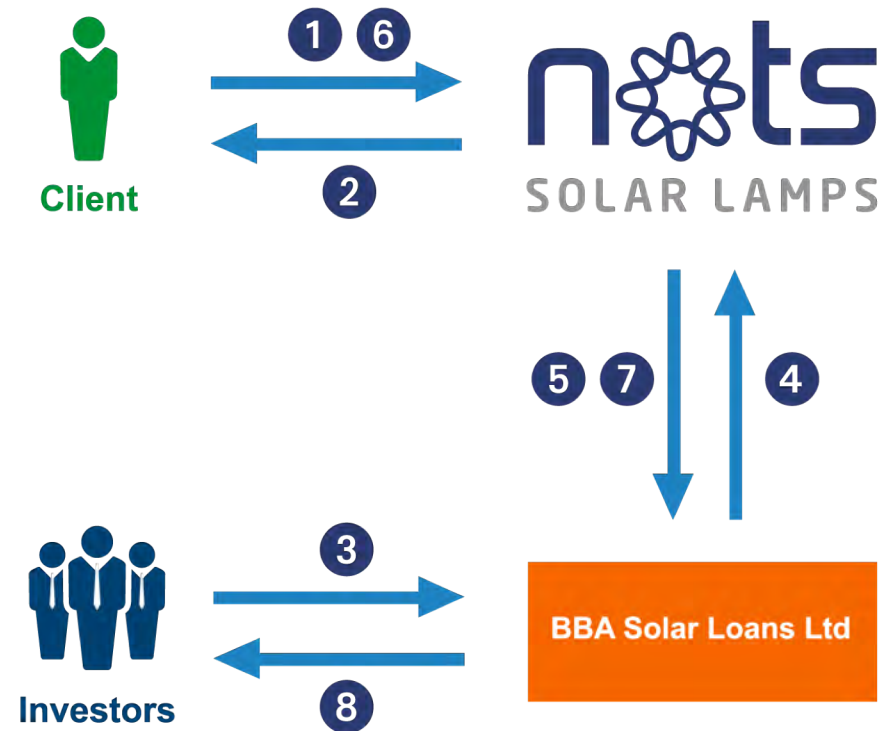 1 6
nots
SOLAR LAMPS
2
Client
5 7
4
3
BBA Solar Loans Ltd
8
Investors